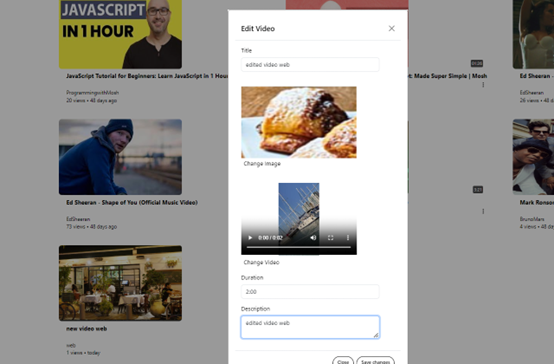 JAVASCRIPT
IN 1 HOUR
JavaScript Tutorial for Beginners: Learn JavaScript in 1 Hour
ProgrammingwithMosh
20 views • 48 days ago
Ed Sheeran - Shape of You (Official Music Video)
EdSheeran
73 views • 48 days ago
new video web
1 views • today
Edit Video
Title
edited video web
Change Image
0:00 / 0:02
Change Video
Duration
2:00
Description
edited video web
Close
Save changes
: Made Super Simple | Mosh
Ed Sheeran -
EdSheeran
28 views • 48 days
Mark Ronson
BrunoMars
4 views • 48 days ag